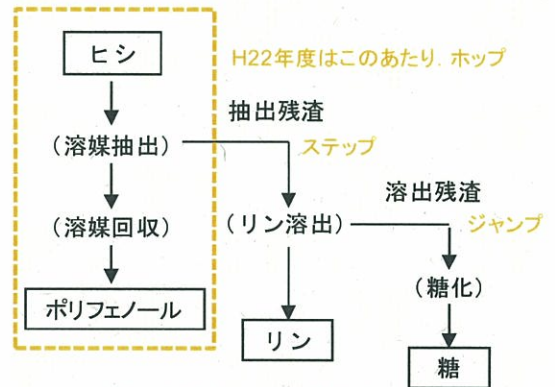 ヒシ
H22年度はこのあたり．ホップ
抽出残渣
(溶媒抽出)
ステップ
溶出残渣
(溶媒回収)
(リン溶出)
ジャンプ
(糖化)
ポリフェノール
リン
糖